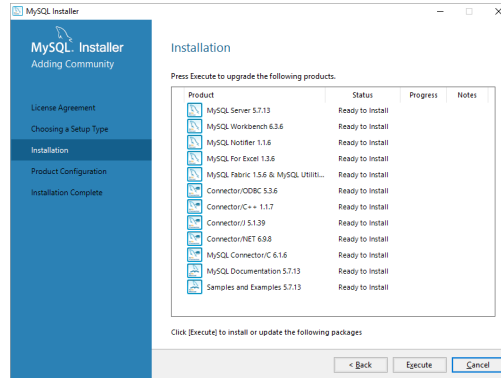 MySQL Installer
MySQL. Installer
Adding Community
License Agreement
Choosing a Setup Type
Installation
Product Configuration
Installation Complete
Installation
Press Execute to upgrade the following products.
Product Status Progress Notes
MySQL Server 5.7.13 Ready to Install
MySQL Workbench 6.3.6 Ready to Install
MySQL Notifier 1.1.6 Ready to Install
MySQL For Excel 1.3.6 Ready to Install
MySQL Fabric 1.5.6 & MySQL Utiliti... Ready to Install
Connector/ODBC 5.3.6 Ready to Install
Connector/C++ 1.1.7 Ready to Install
Connector/J 5.1.39 Ready to Install
Connector/NET 6.9.8 Ready to Install
MySQL Connector/C 6.1.6 Ready to Install
MySQL Documentation 5.7.13 Ready to Install
Samples and Examples 5.7.13 Ready to Install
Click [Execute] to install or update the following packages
< Back Execute Cancel